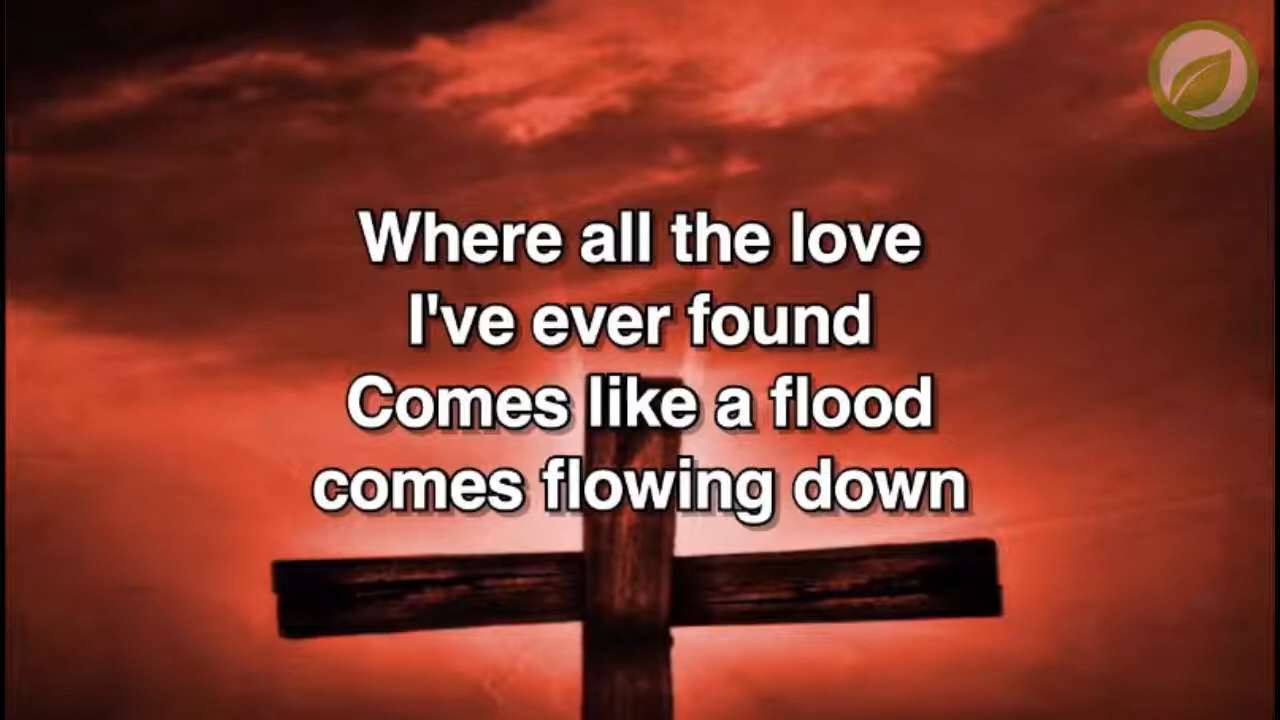 Where all the love
I've ever found
Comes like a flood
comes flowing down